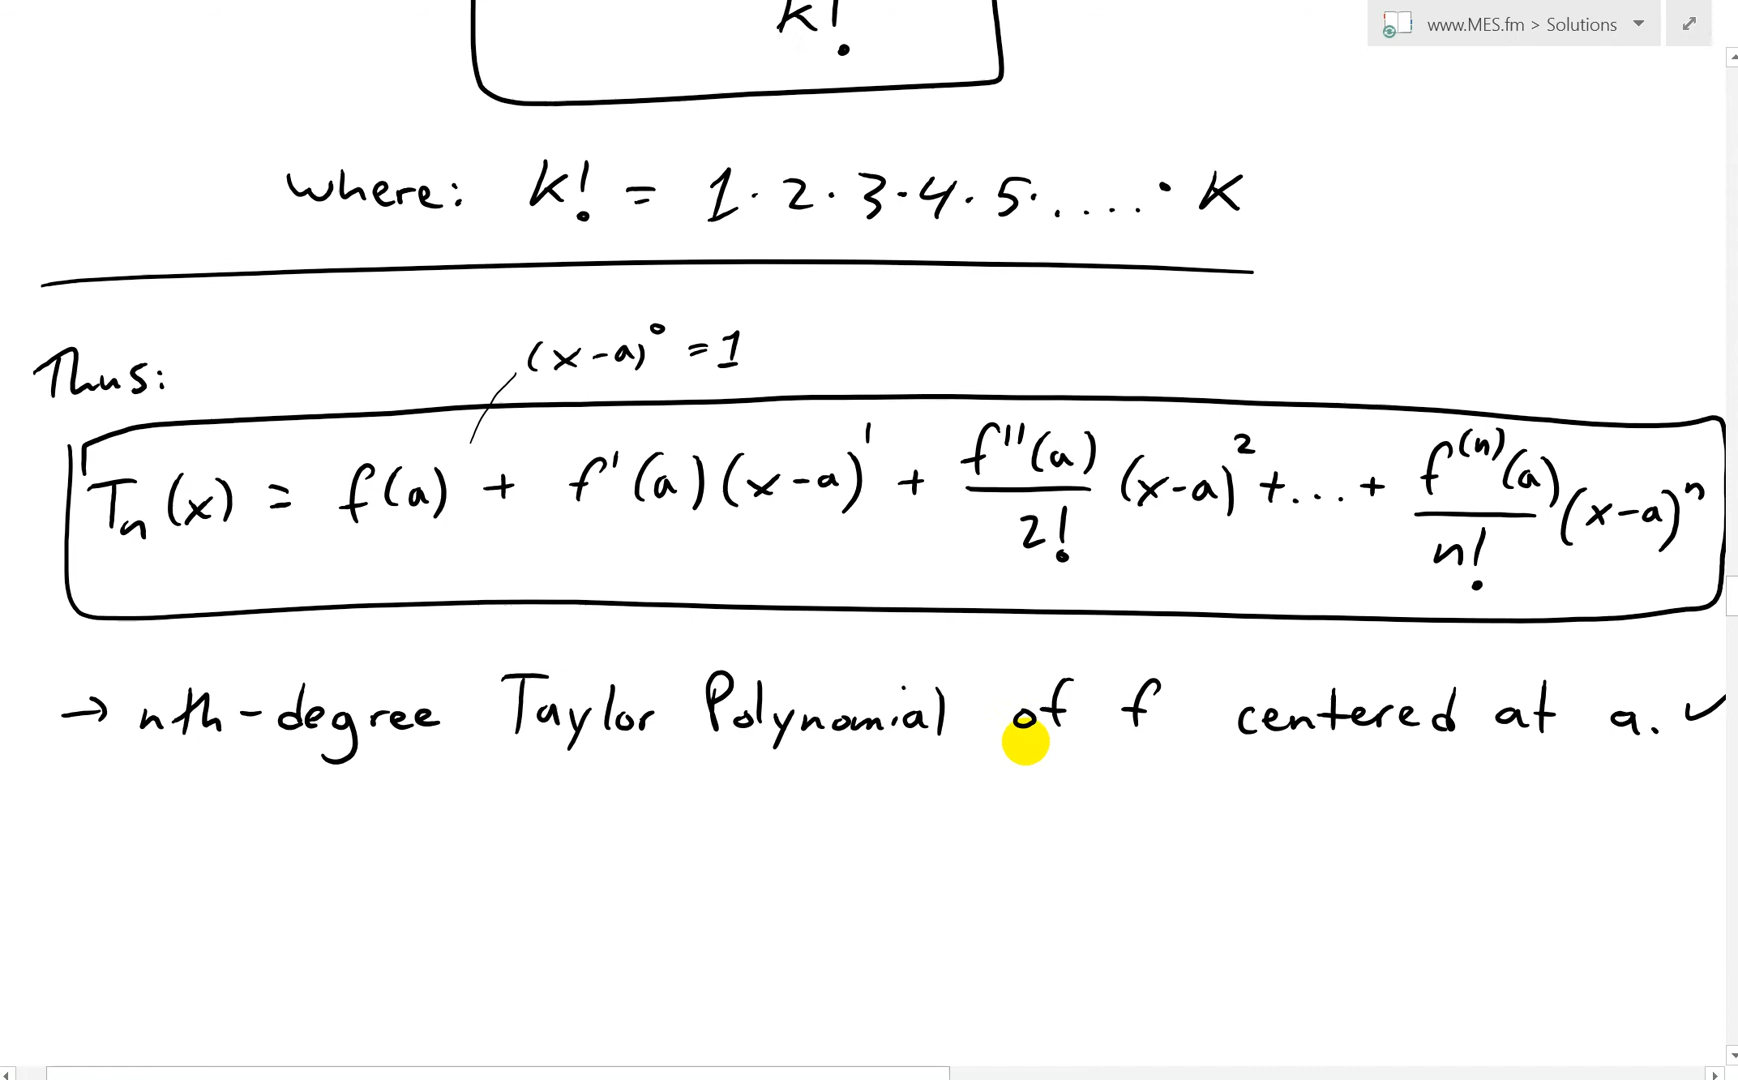 k!
www.MES.fm > Solutions
where: k! = 1·2·3·4·5·....·k
(x-a)⁰ = 1
Thus:
Tₙ(x) = f(a) + f'(a)(x-a)¹ + f''(a)/2! (x-a)² + ... + f⁽ⁿ⁾(a)/n! (x-a)ⁿ
→ nth-degree Taylor Polynomial of f centered at a. ✓